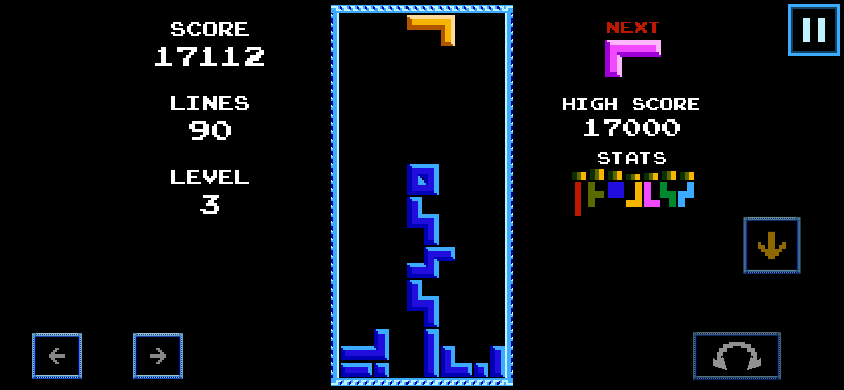 SCORE
17112
LINES
90
LEVEL
3
NEXT
HIGH SCORE
17000
STATS